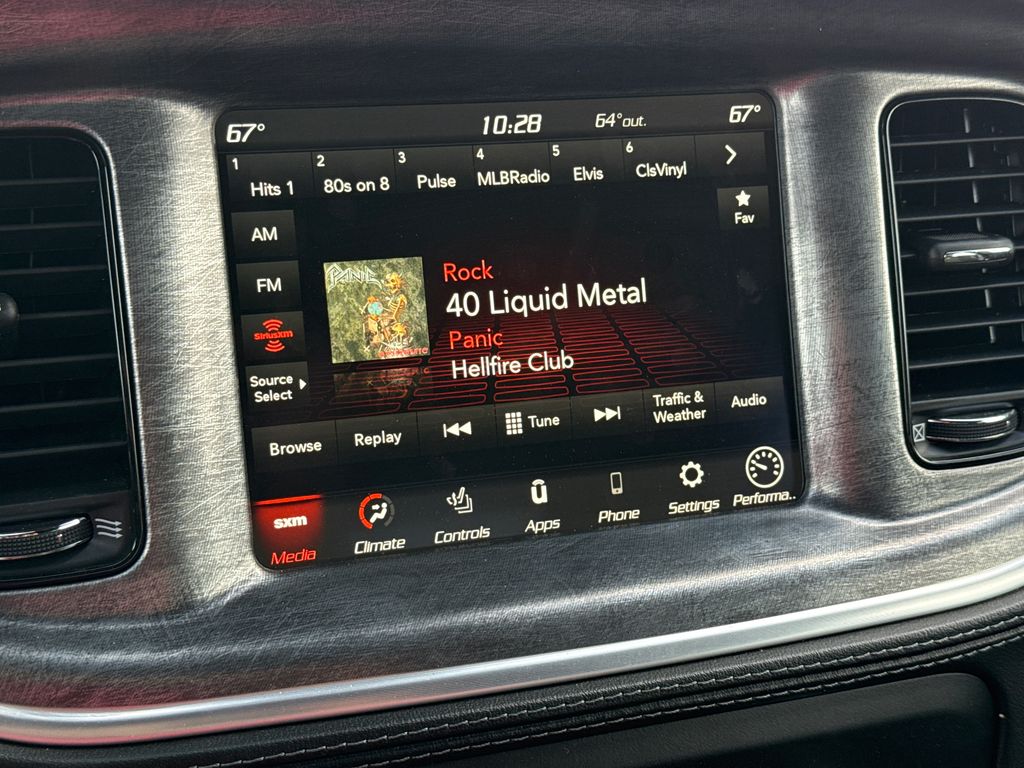 67°
10:28
64°out.
67°
1
Hits 1
2
80s on 8
3
Pulse
4
MLBRadio
5
Elvis
6
ClsVinyl
AM
FM
SiriusXM
Source
Select
Fav
PANIC
Rock
40 Liquid Metal
Panic
Hellfire Club
Browse
Replay
Tune
Traffic &
Weather
Audio
sxm
Media
Climate
Controls
Apps
Phone
Settings
Performa..